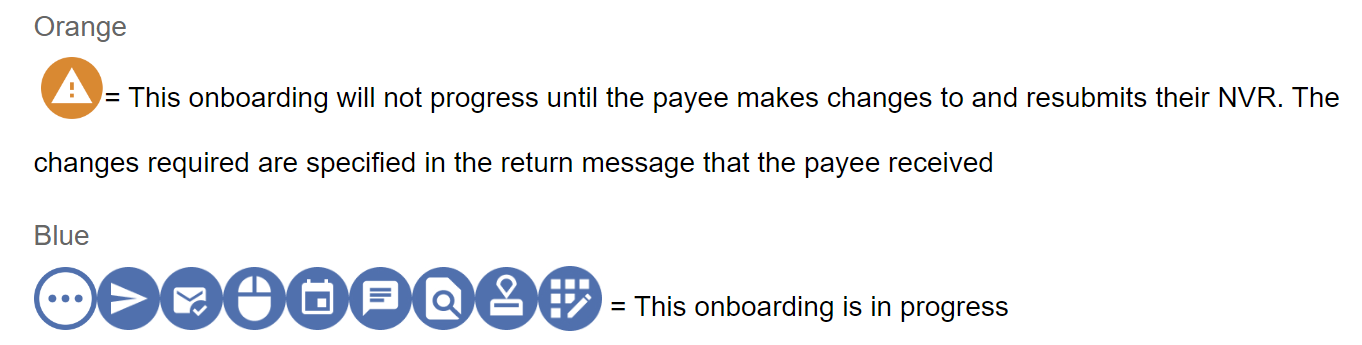 Orange
= This onboarding will not progress until the payee makes changes to and resubmits their NVR. The
changes required are specified in the return message that the payee received
Blue
= This onboarding is in progress